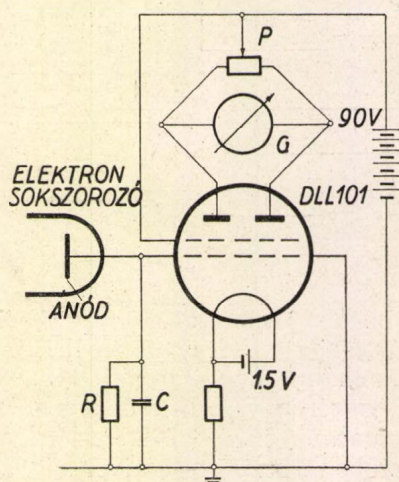 P
G
90V
ELEKTRON
SOKSZOROZÓ
DLL101
ANÓD
R
C
1.5 V